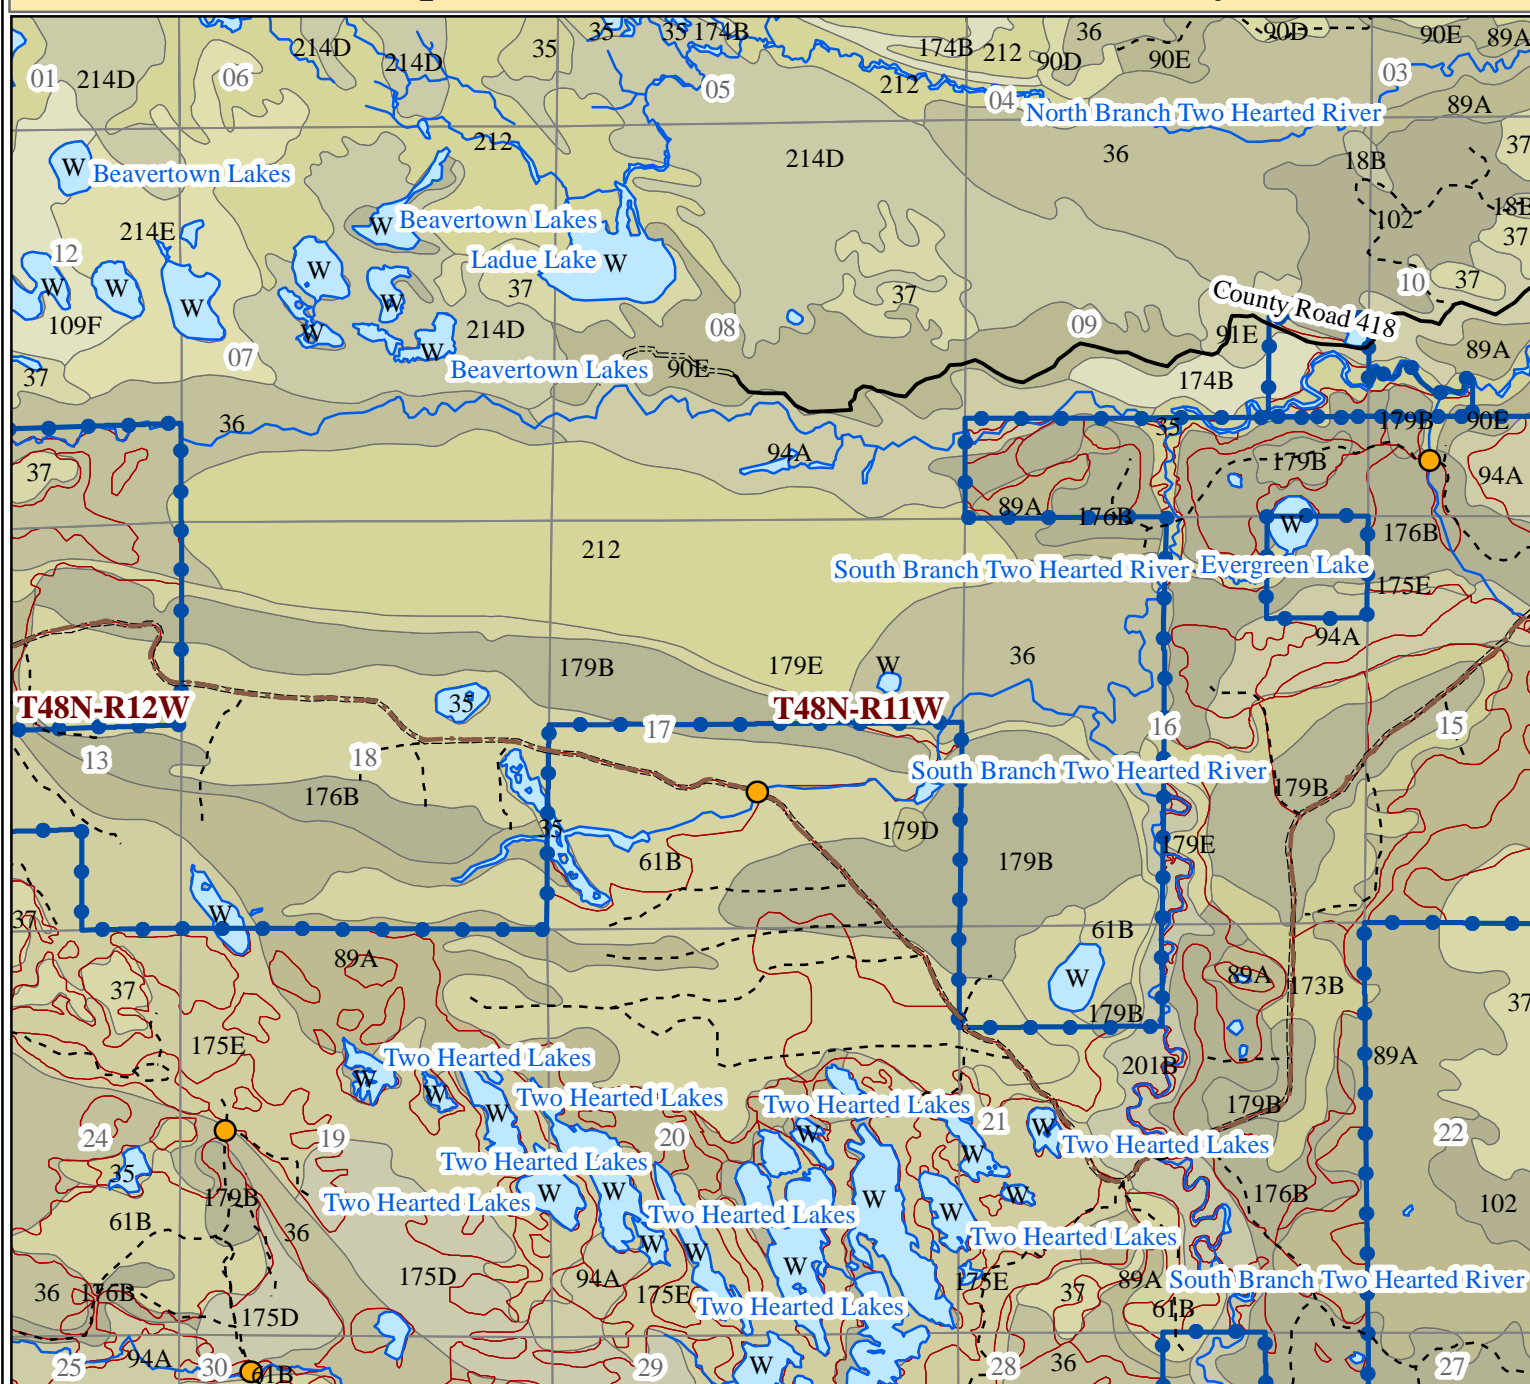 35 35 174B 36 90D 90E 89A
214D 35 174B 212 90D 90E
01 214D 06 214D 05 212 04 03
North Branch Two Hearted River 89A
212 214D 36 18B 37
W Beavertown Lakes
W Beavertown Lakes 102 18E
214E 37
12 Ladue Lake W
W W W W W 37 37 10 37
109F W 214D 08 09 County Road 418
07 W 91E 89A
37 Beavertown Lakes 90E 174B
36 35 179B 90E
37 94A 179B 94A
89A 176B W 176B
212 South Branch Two Hearted River Evergreen Lake
175E
94A
179B 179E W 36
T48N-R12W 35 T48N-R11W
13 18 17 16 15
South Branch Two Hearted River
176B 179B
35 61B 179D 179B 179E
37 W 61B
89A 89A
37 W 173B 37
179B
175E Two Hearted Lakes 201B 89A
W W W Two Hearted Lakes Two Hearted Lakes 179B
24 19 20 W 21 W Two Hearted Lakes 22
35 Two Hearted Lakes W
179B Two Hearted Lakes W W W W 176B 102
61B 36 Two Hearted Lakes W
W W Two Hearted Lakes
175D 94A W 175E 89A South Branch Two Hearted River
36 176B 175E 37
175D Two Hearted Lakes 61B
25 94A 30 61B 29 W 28 36 27